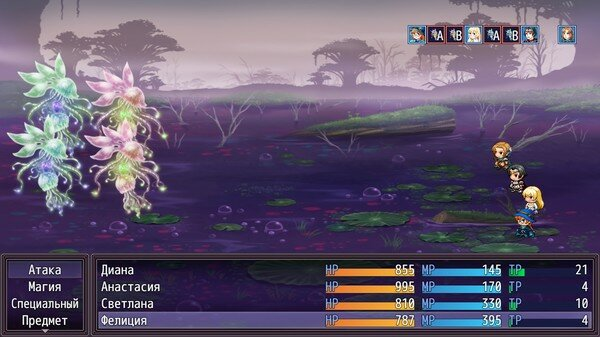 A B A B
Атака
Магия
Специальный
Предмет
Диана HP 855 MP 145 TP 21
Анастасия HP 995 MP 170 TP 4
Светлана HP 810 MP 330 TP 10
Фелиция HP 787 MP 395 TP 4